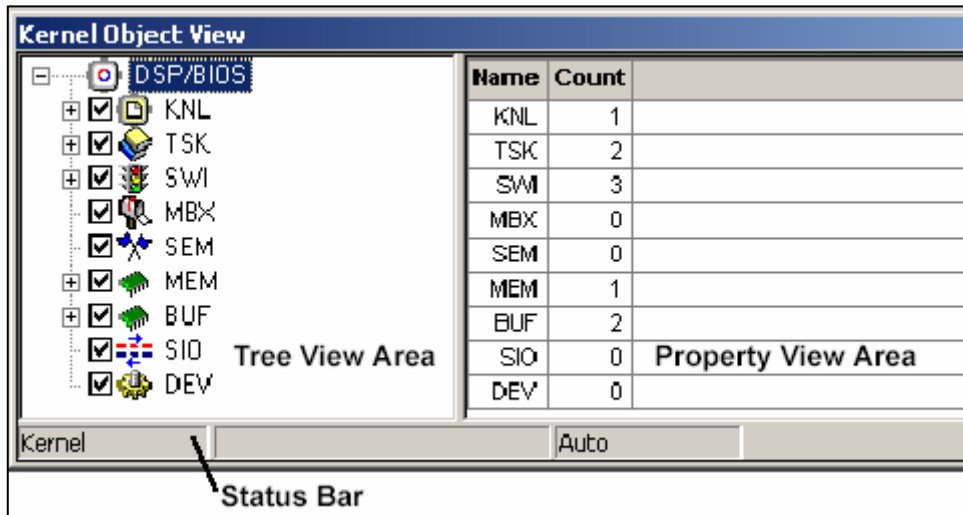 Kernel Object View
DSP/BIOS
KNL
TSK
SWI
MBX
SEM
MEM
BUF
SIO
DEV
Tree View Area
Name Count
KNL 1
TSK 2
SWI 3
MBX 0
SEM 0
MEM 1
BUF 2
SIO 0
DEV 0
Property View Area
Kernel Auto
Status Bar